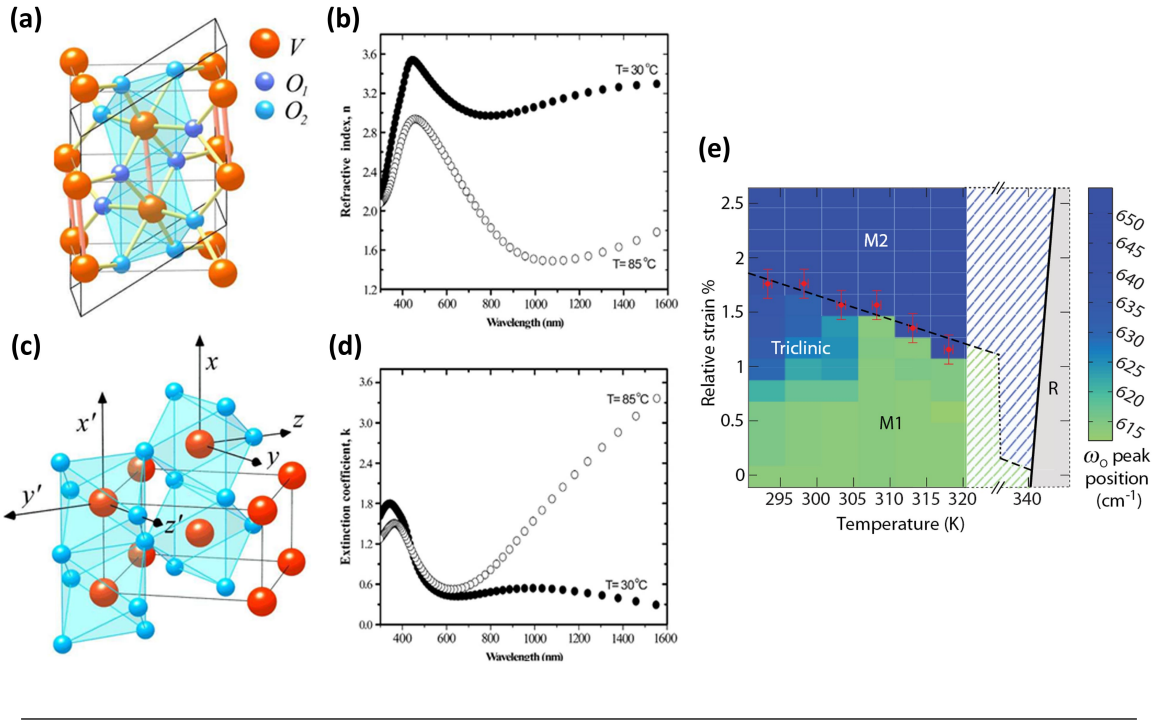 (a)
V
O1
O2
(b)
3.6
3.2
2.8
2.4
2.0
1.6
1.2
Refractive index, n
T= 30°C
T= 85°C
400 600 800 1000 1200 1400 1600
Wavelength (nm)
(c)
x
z
y
x′
y′
z′
(d)
3.6
3.0
2.4
1.8
1.2
0.6
0.0
Extinction coefficient, k
T= 85°C
T= 30°C
400 600 800 1000 1200 1400 1600
Wavelength (nm)
(e)
2.5
2
1.5
1
0.5
0
Relative strain %
M2
Triclinic
M1
R
295 300 305 310 315 320 340
Temperature (K)
650
645
640
635
630
625
620
615
ωO peak
position
(cm-1)